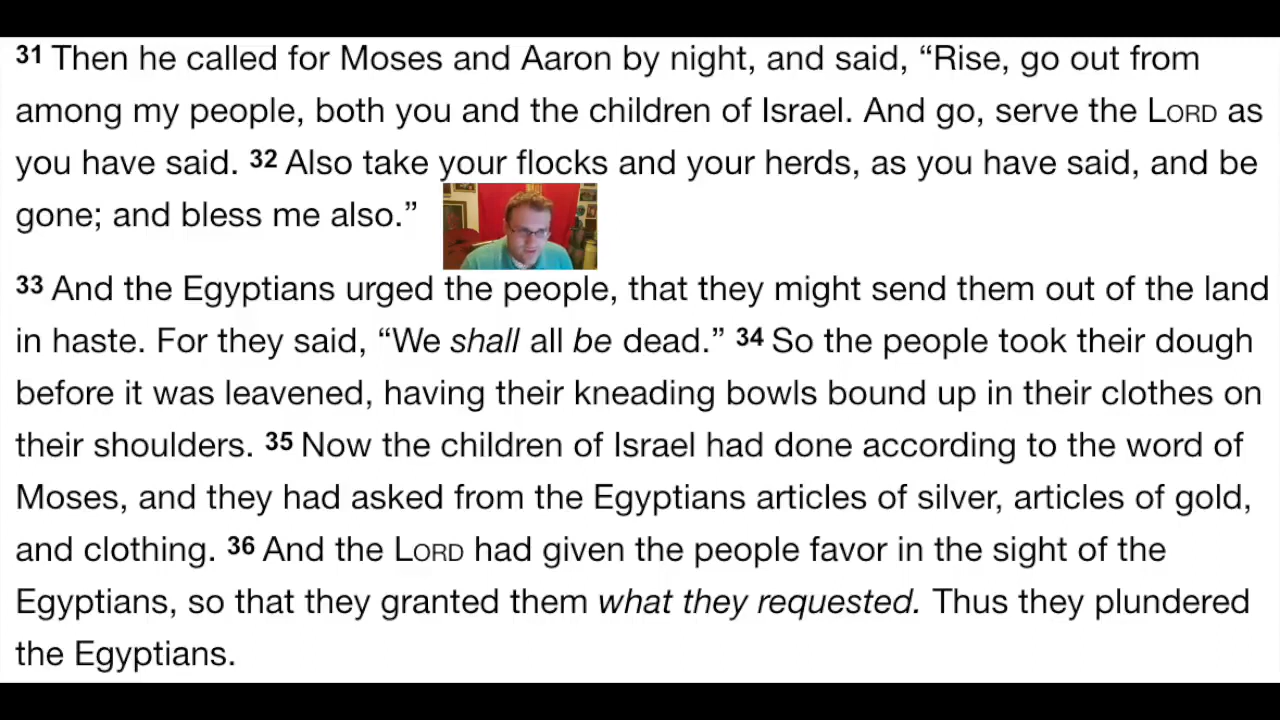 31 Then he called for Moses and Aaron by night, and said, “Rise, go out from
among my people, both you and the children of Israel. And go, serve the LORD as
you have said. 32 Also take your flocks and your herds, as you have said, and be
gone; and bless me also.”
33 And the Egyptians urged the people, that they might send them out of the land
in haste. For they said, “We shall all be dead.” 34 So the people took their dough
before it was leavened, having their kneading bowls bound up in their clothes on
their shoulders. 35 Now the children of Israel had done according to the word of
Moses, and they had asked from the Egyptians articles of silver, articles of gold,
and clothing. 36 And the LORD had given the people favor in the sight of the
Egyptians, so that they granted them what they requested. Thus they plundered
the Egyptians.